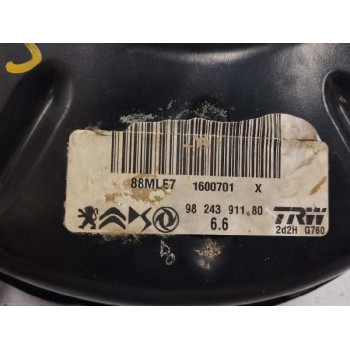 88MLE7 1600701 X
98 243 911 80
6.6
TRW
2d2H G760